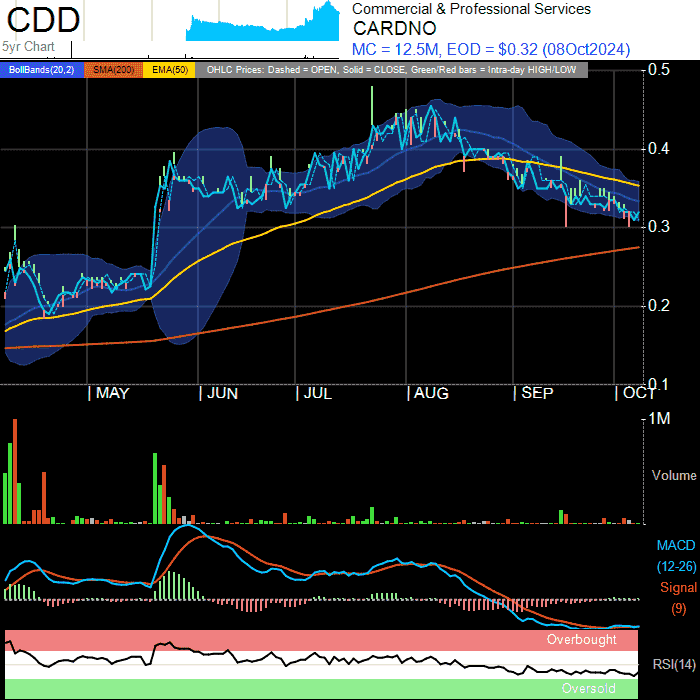 CDD
5yr Chart
Commercial & Professional Services
CARDNO
MC = 12.5M, EOD = $0.32 (08Oct2024)
BollBands(20,2) SMA(200) EMA(50) OHLC Prices: Dashed = OPEN, Solid = CLOSE, Green/Red bars = Intra-day HIGH/LOW
0.5
0.4
0.3
0.2
0.1
| MAY | JUN | JUL | AUG | SEP | OCT
1M
Volume
MACD
(12-26)
Signal
(9)
Overbought
RSI(14)
Oversold